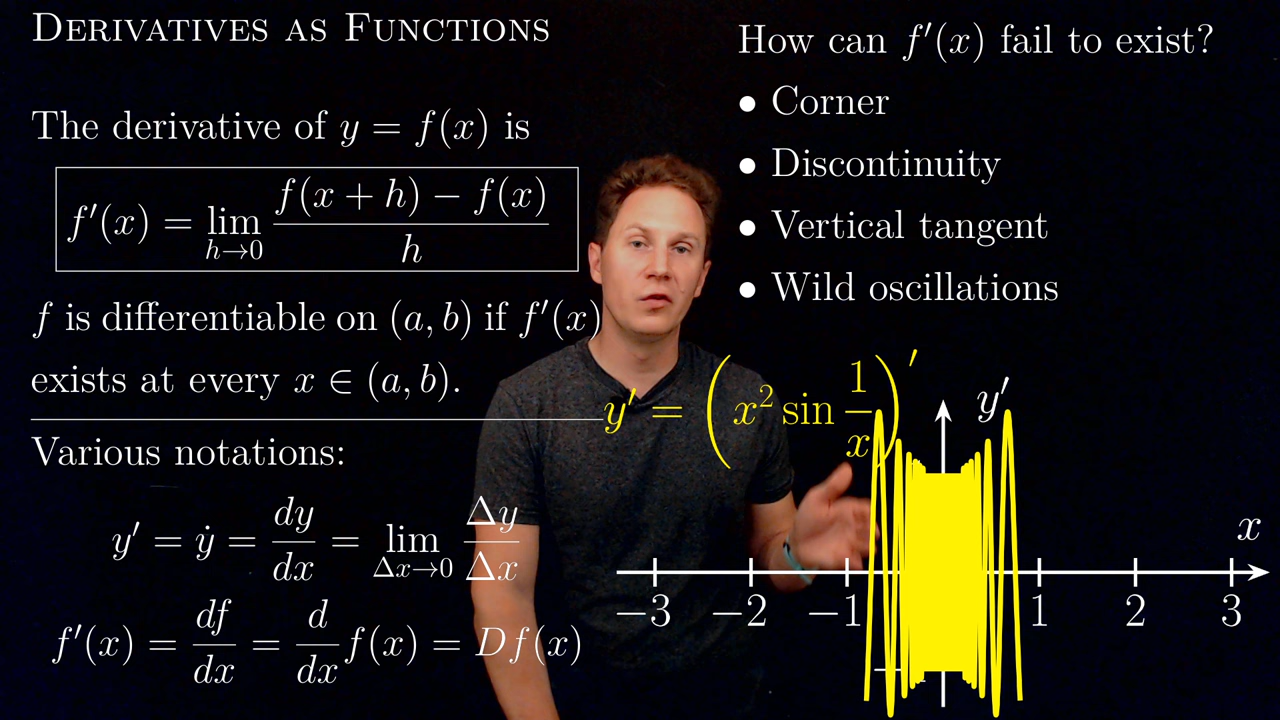 Derivatives as Functions
The derivative of y = f(x) is
f′(x) = lim h→0 (f(x + h) − f(x)) / h
f is differentiable on (a, b) if f′(x)
exists at every x ∈ (a, b).
Various notations:
y′ = ẏ = dy/dx = lim Δx→0 Δy/Δx
f′(x) = df/dx = d/dx f(x) = Df(x)
How can f′(x) fail to exist?
• Corner
• Discontinuity
• Vertical tangent
• Wild oscillations
y′ = (x² sin 1/x)′
y′
x
−3 −2 −1 1 2 3